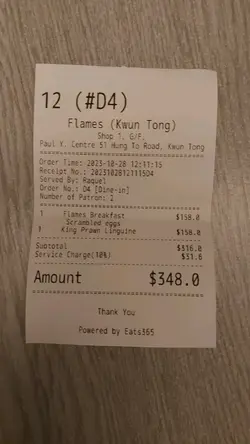 12 (#D4)
Flames (Kwun Tong)
Shop 1, G/F,
Paul Y. Centre 51 Hung To Road, Kwun Tong
Order Time: 2023-10-28 12:11:15
Receipt No.: 20231028121115D4
Served By: Raquel
Order No.: D4 [Dine-in]
Number of Patron: 2
1 Flames Breakfast $158.0
Scrambled eggs
1 King Prawn Linguine $158.0
Subtotal $316.0
Service Charge(10%) $31.6
Amount $348.0
Thank You
Powered by Eats365